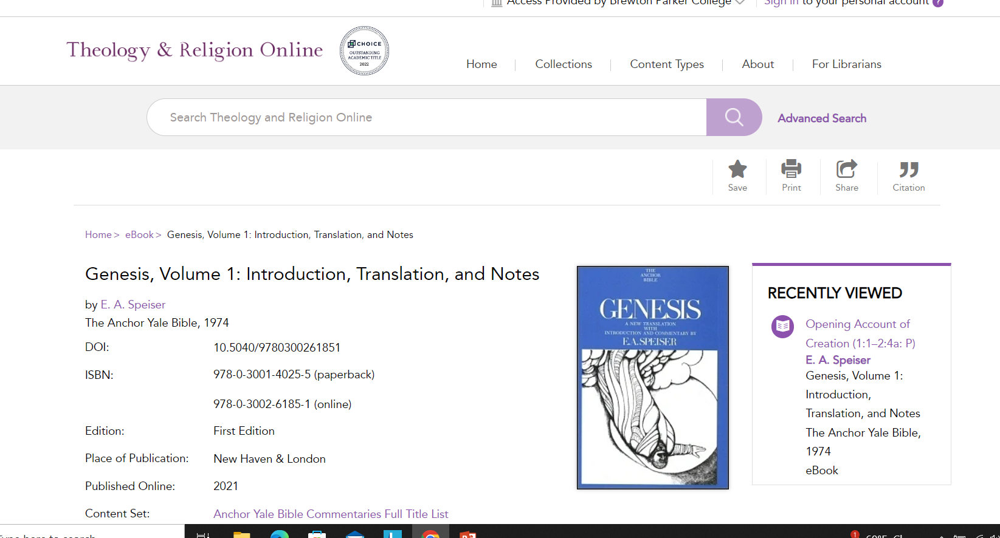 Access Provided by Brewton Parker College
Sign in to your personal account ?
Theology & Religion Online
CHOICE
OUTSTANDING
ACADEMIC TITLE
2022
Home
Collections
Content Types
About
For Librarians
Search Theology and Religion Online
Advanced Search
Save
Print
Share
Citation
Home > eBook > Genesis, Volume 1: Introduction, Translation, and Notes
Genesis, Volume 1: Introduction, Translation, and Notes
by E. A. Speiser
The Anchor Yale Bible, 1974
DOI: 10.5040/9780300261851
ISBN: 978-0-3001-4025-5 (paperback)
978-0-3002-6185-1 (online)
Edition: First Edition
Place of Publication: New Haven & London
Published Online: 2021
Content Set: Anchor Yale Bible Commentaries Full Title List
THE
ANCHOR
BIBLE
GENESIS
A NEW TRANSLATION
WITH
INTRODUCTION AND COMMENTARY BY
E.A.SPEISER
RECENTLY VIEWED
Opening Account of
Creation (1:1–2:4a: P)
E. A. Speiser
Genesis, Volume 1:
Introduction,
Translation, and Notes
The Anchor Yale Bible,
1974
eBook
Type here to search
1
60°F